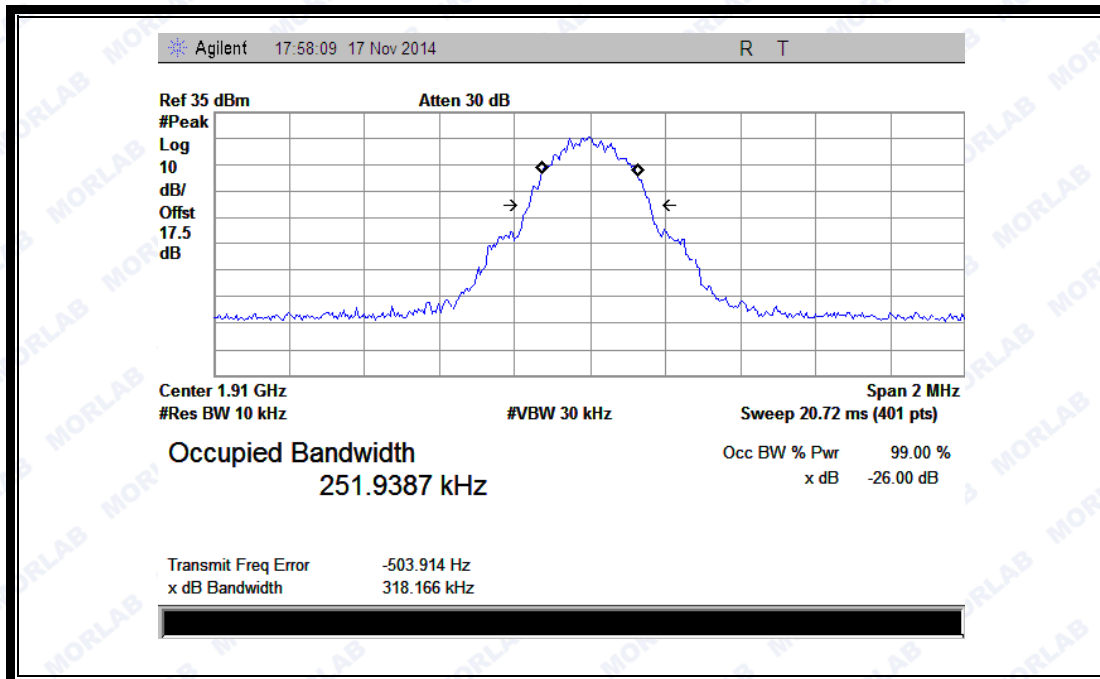 Agilent 17:58:09 17 Nov 2014 R T
Ref 35 dBm Atten 30 dB
#Peak
Log
10
dB/
Offst
17.5
dB
Center 1.91 GHz Span 2 MHz
#Res BW 10 kHz #VBW 30 kHz Sweep 20.72 ms (401 pts)
Occupied Bandwidth Occ BW % Pwr 99.00 %
251.9387 kHz x dB -26.00 dB
Transmit Freq Error -503.914 Hz
x dB Bandwidth 318.166 kHz
MORLAB